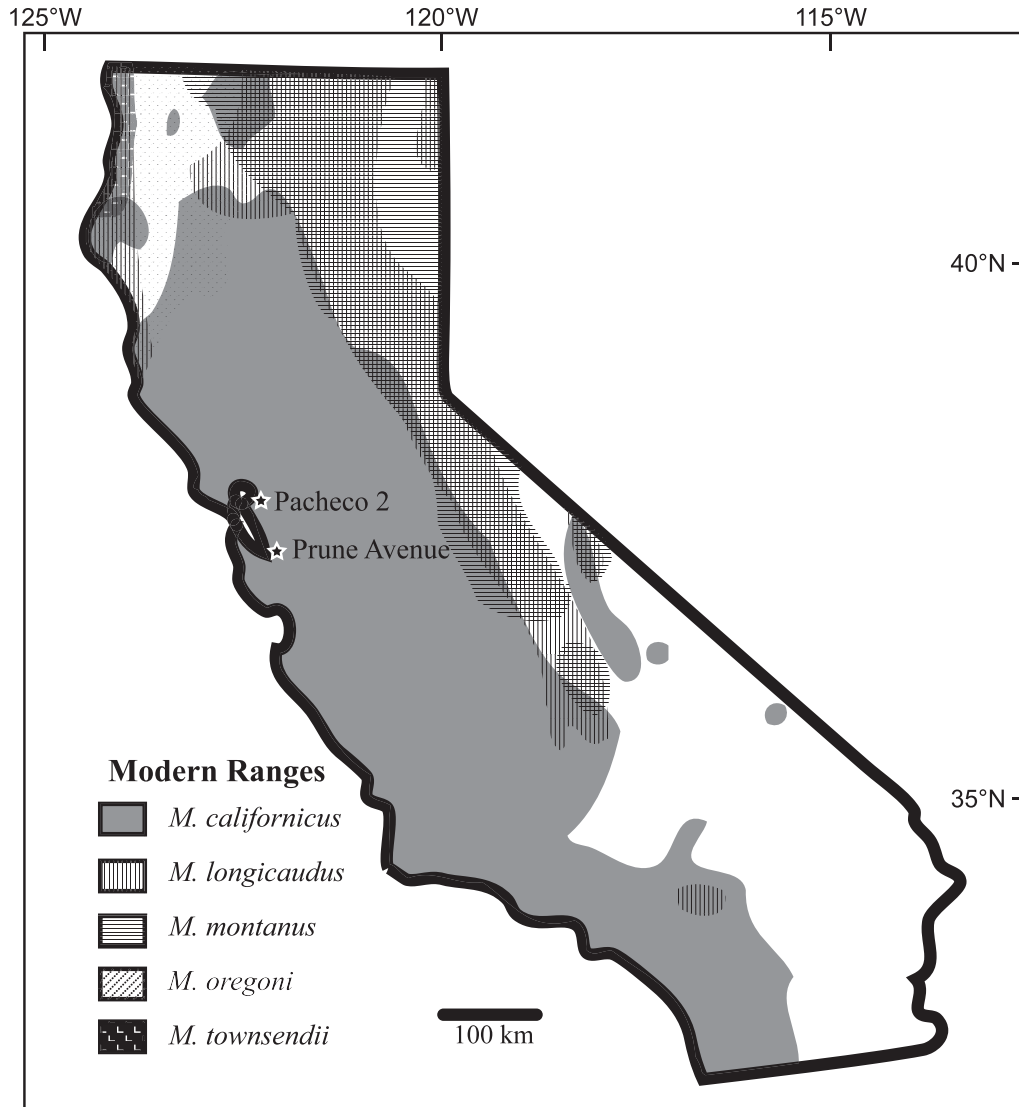 125°W 120°W 115°W
40°N
Pacheco 2
Prune Avenue
Modern Ranges
35°N
M. californicus
M. longicaudus
M. montanus
M. oregoni
M. townsendii
100 km